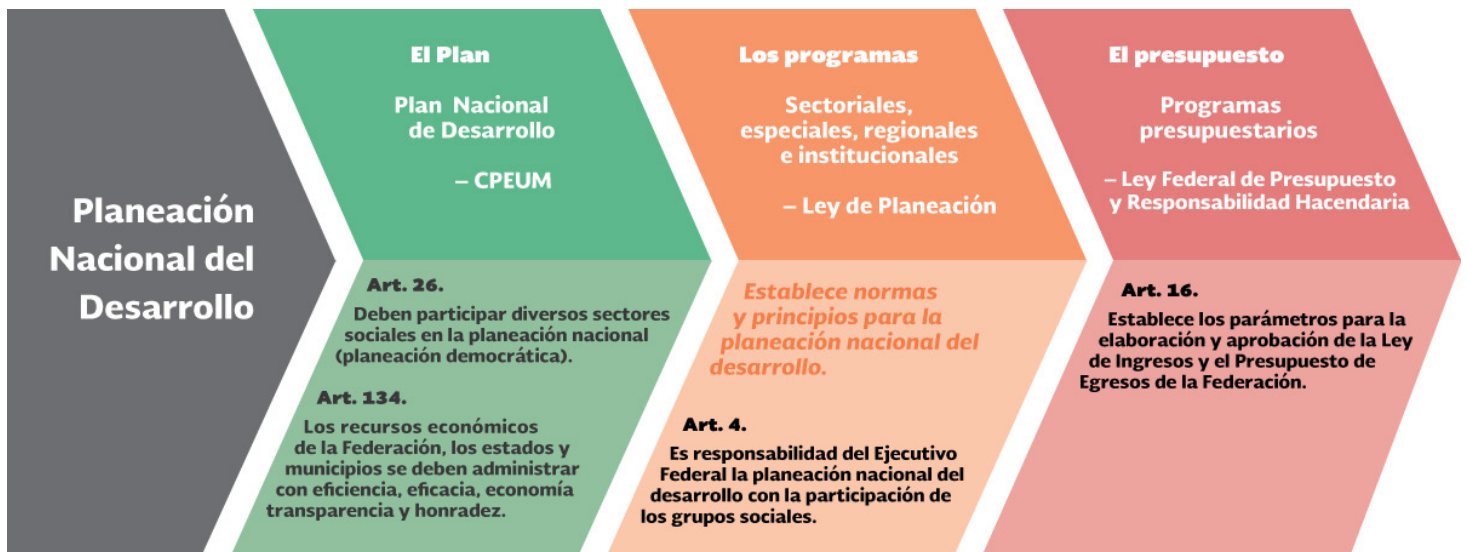 Planeación
Nacional del
Desarrollo
El Plan
Plan Nacional
de Desarrollo
– CPEUM
Art. 26.
Deben participar diversos sectores
sociales en la planeación nacional
(planeación democrática).
Art. 134.
Los recursos económicos
de la Federación, los estados y
municipios se deben administrar
con eficiencia, eficacia, economía
transparencia y honradez.
Los programas
Sectoriales,
especiales, regionales
e institucionales
– Ley de Planeación
Establece normas
y principios para la
planeación nacional del
desarrollo.
Art. 4.
Es responsabilidad del Ejecutivo
Federal la planeación nacional del
desarrollo con la participación de
los grupos sociales.
El presupuesto
Programas
presupuestarios
– Ley Federal de Presupuesto
y Responsabilidad Hacendaria
Art. 16.
Establece los parámetros para la
elaboración y aprobación de la Ley
de Ingresos y el Presupuesto de
Egresos de la Federación.